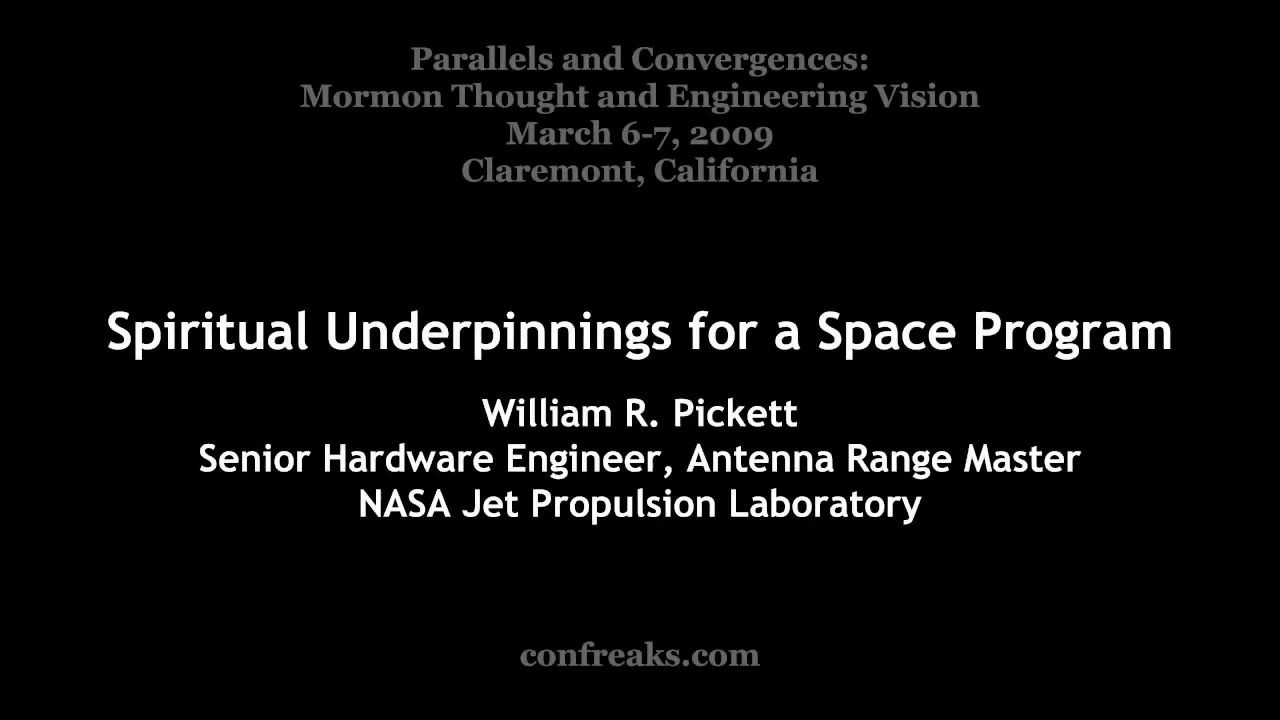 Parallels and Convergences:
Mormon Thought and Engineering Vision
March 6-7, 2009
Claremont, California
Spiritual Underpinnings for a Space Program
William R. Pickett
Senior Hardware Engineer, Antenna Range Master
NASA Jet Propulsion Laboratory
confreaks.com